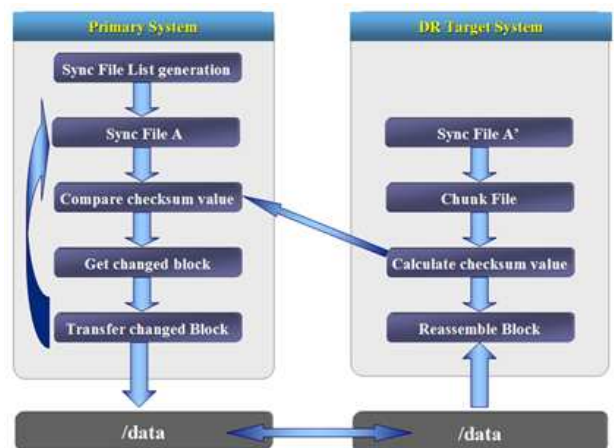 Primary System
Sync File List generation
Sync File A
Compare checksum value
Get changed block
Transfer changed Block
/data
DR Target System
Sync File A'
Chunk File
Calculate checksum value
Reassemble Block
/data